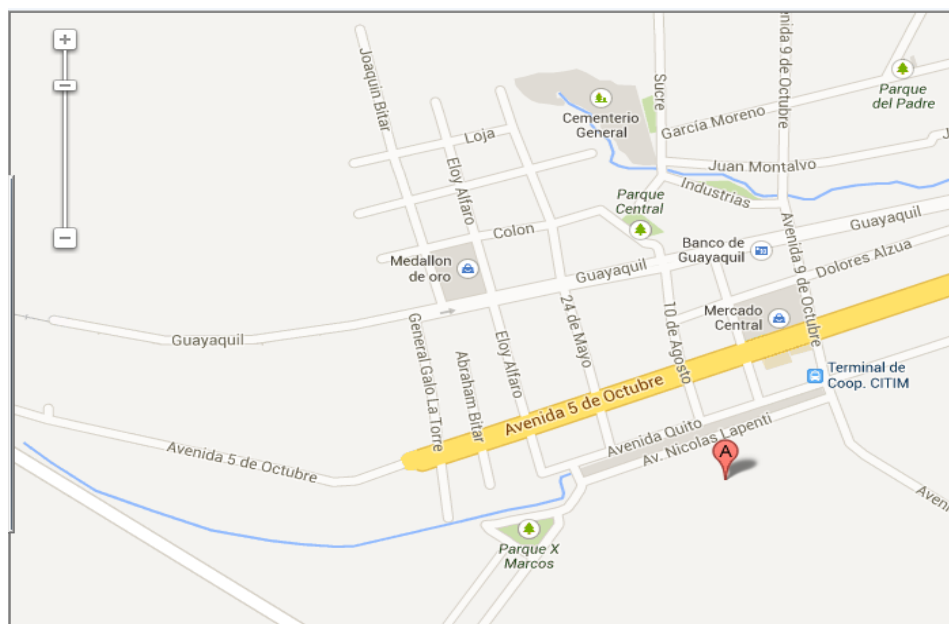 Joaquin Bitar
Loja
Eloy Alfaro
Cementerio
General
Sucre
García Moreno
Avenida 9 de Octubre
Parque
del Padre
Juan Montalvo
Industrias
Parque
Central
Colon
Medallon
de oro
Guayaquil
Banco de
Guayaquil
Guayaquil
Dolores Alzua
Avenida 9 de Octubre
Mercado
Central
General Galo La Torre
Abraham Bitar
Eloy Alfaro
24 de Mayo
10 de Agosto
Avenida 5 de Octubre
Terminal de
Coop. CITIM
Avenida Quito
Av. Nicolas Lapenti
A
Avenida 5 de Octubre
Parque X
Marcos
Aveni